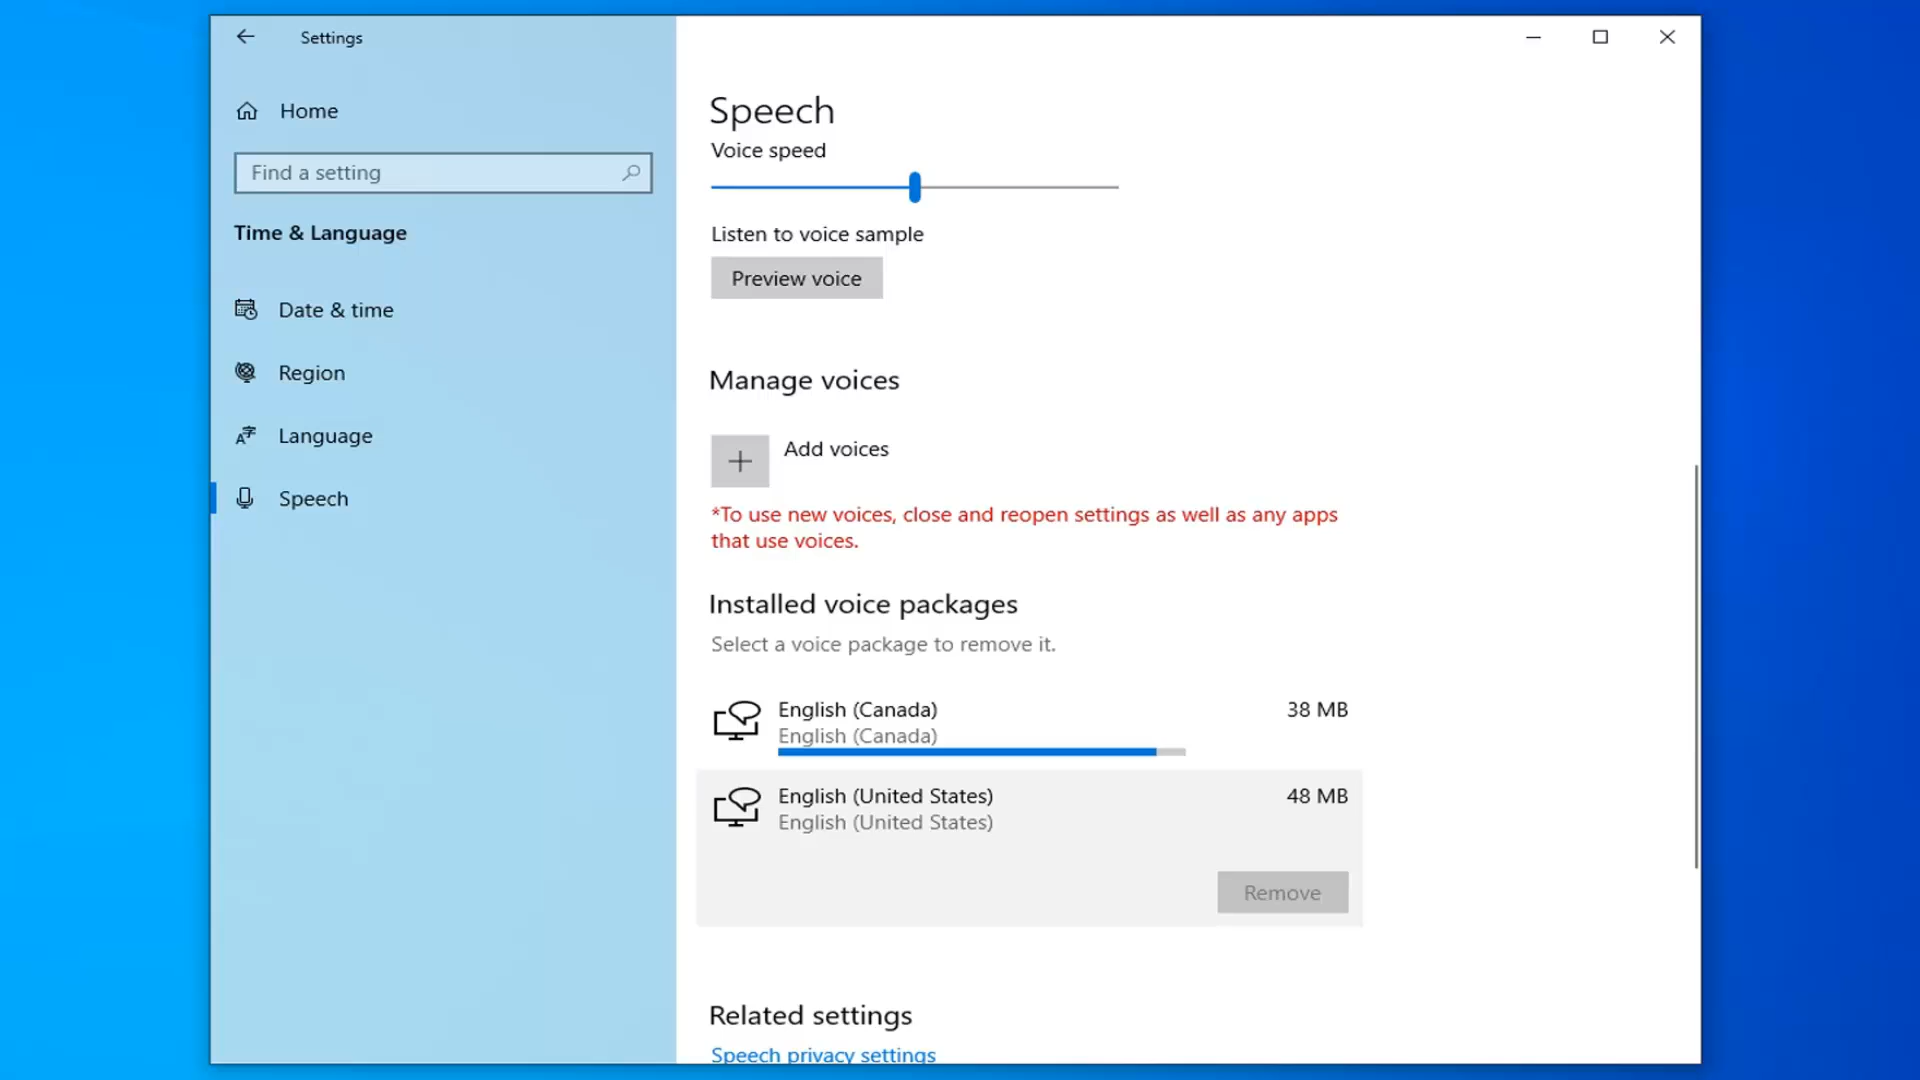 Settings
Home
Find a setting
Time & Language
Date & time
Region
Language
Speech
Speech
Voice speed
Listen to voice sample
Preview voice
Manage voices
Add voices
*To use new voices, close and reopen settings as well as any apps
that use voices.
Installed voice packages
Select a voice package to remove it.
English (Canada) 38 MB
English (Canada)
English (United States) 48 MB
English (United States)
Remove
Related settings
Speech privacy settings